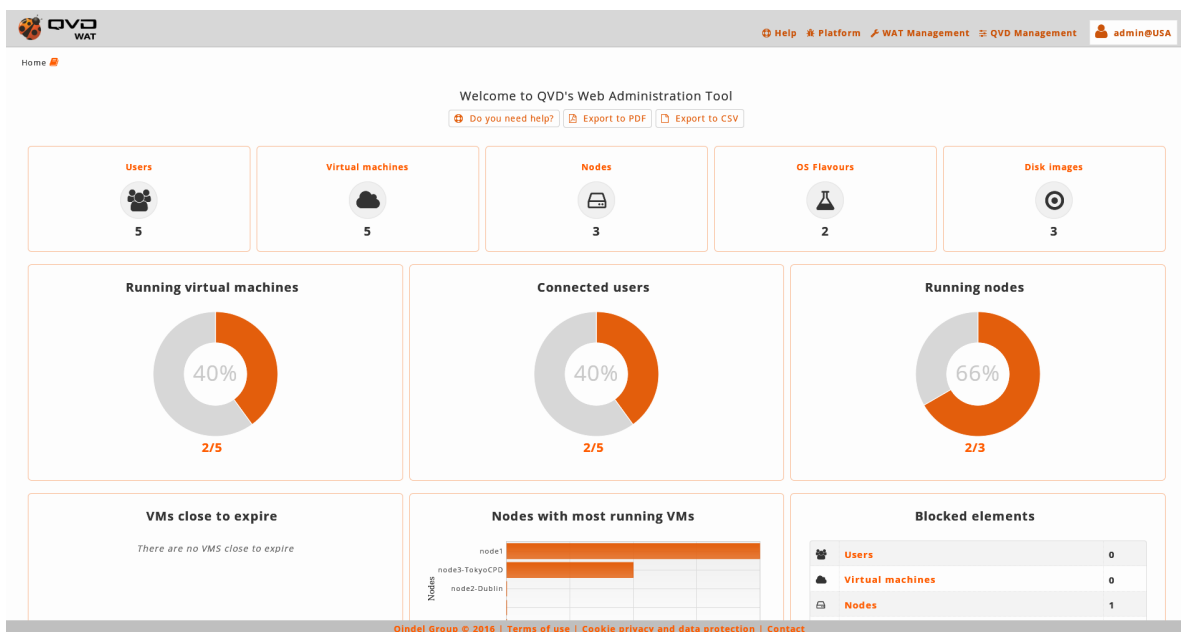 QVD
WAT
Help Platform WAT Management QVD Management admin@USA
Home
Welcome to QVD's Web Administration Tool
Do you need help? Export to PDF Export to CSV
Users Virtual machines Nodes OS Flavours Disk images
5 5 3 2 3
Running virtual machines Connected users Running nodes
40% 40% 66%
2/5 2/5 2/3
VMs close to expire Nodes with most running VMs Blocked elements
There are no VMS close to expire
Nodes
node1
node3-TokyoCPD
node2-Dublin
Users 0
Virtual machines 0
Nodes 1
Qindel Group © 2016 | Terms of use | Cookie privacy and data protection | Contact